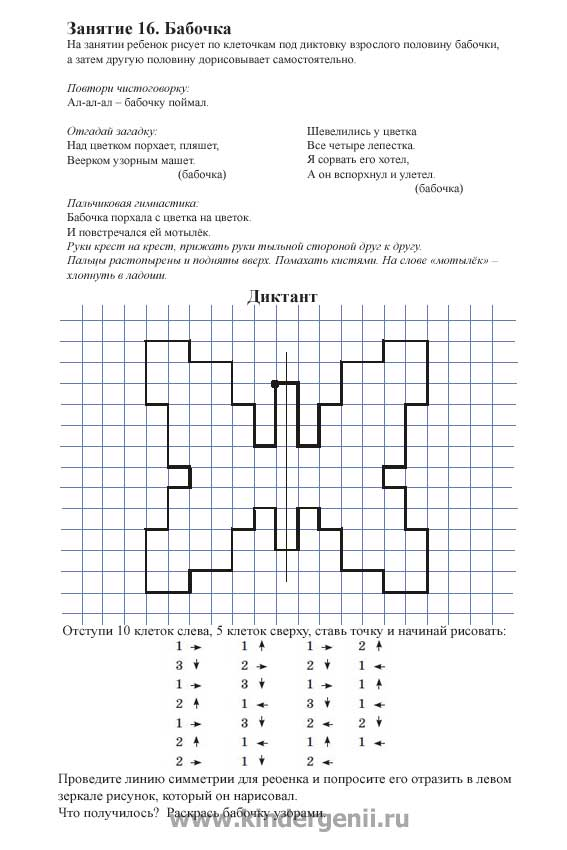 Занятие 16. Бабочка
На занятии ребенок рисует по клеточкам под диктовку взрослого половину бабочки,
а затем другую половину дорисовывает самостоятельно.
Повтори чистоговорку:
Ал-ал-ал – бабочку поймал.
Отгадай загадку:
Над цветком порхает, пляшет,
Веерком узорным машет.
(бабочка)
Шевелились у цветка
Все четыре лепестка.
Я сорвать его хотел,
А он вспорхнул и улетел.
(бабочка)
Пальчиковая гимнастика:
Бабочка порхала с цветка на цветок.
И повстречался ей мотылёк.
Руки крест на крест, прижать руки тыльной стороной друг к другу.
Пальцы растопырены и подняты вверх. Помахать кистями. На слове «мотылёк» –
хлопнуть в ладоши.
Диктант
Отступи 10 клеток слева, 5 клеток сверху, ставь точку и начинай рисовать:
1 → 1 ↑ 1 → 2 ↑
3 ↓ 2 → 2 ↓ 1 ←
1 → 3 ↓ 1 → 1 ↑
2 ↑ 1 ← 3 ↓ 1 ←
1 → 3 ↓ 2 ← 2 ↓
2 ↑ 1 ← 1 ↑ 1 ←
2 → 1 ↓ 2 ←
Проведите линию симметрии для ребенка и попросите его отразить в левом
зеркале рисунок, который он нарисовал.
Что получилось? Раскрась бабочку узорами.
www.kindergenii.ru